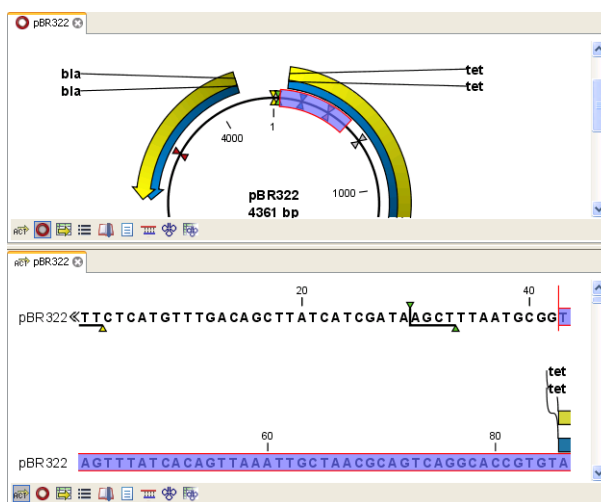 pBR322
bla
bla
tet
tet
4000
1
1000
pBR322
4361 bp
pBR322
20
40
pBR322
TTCTCATGTTTGACAGCTTATCATCGATAAGCTTTAATGCGGT
tet
tet
60
80
pBR322
AGTTTATCACAGTTAAATTGCTAACGCAGTCAGGCACCGTGTA